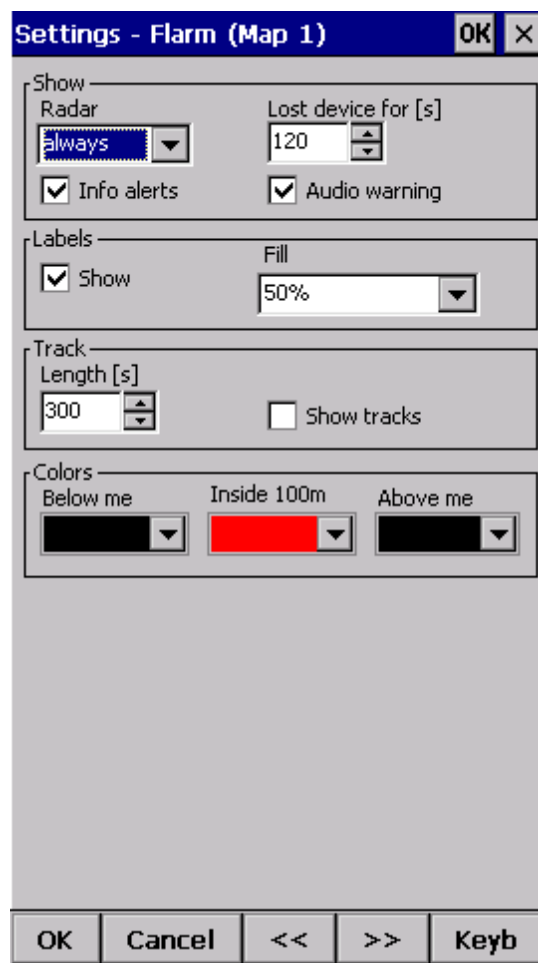 Settings - Flarm (Map 1) OK ×
Show
Radar Lost device for [s]
always 120
Info alerts Audio warning
Labels
Fill
Show
50%
Track
Length [s]
300 Show tracks
Colors
Below me Inside 100m Above me
OK Cancel << >> Keyb